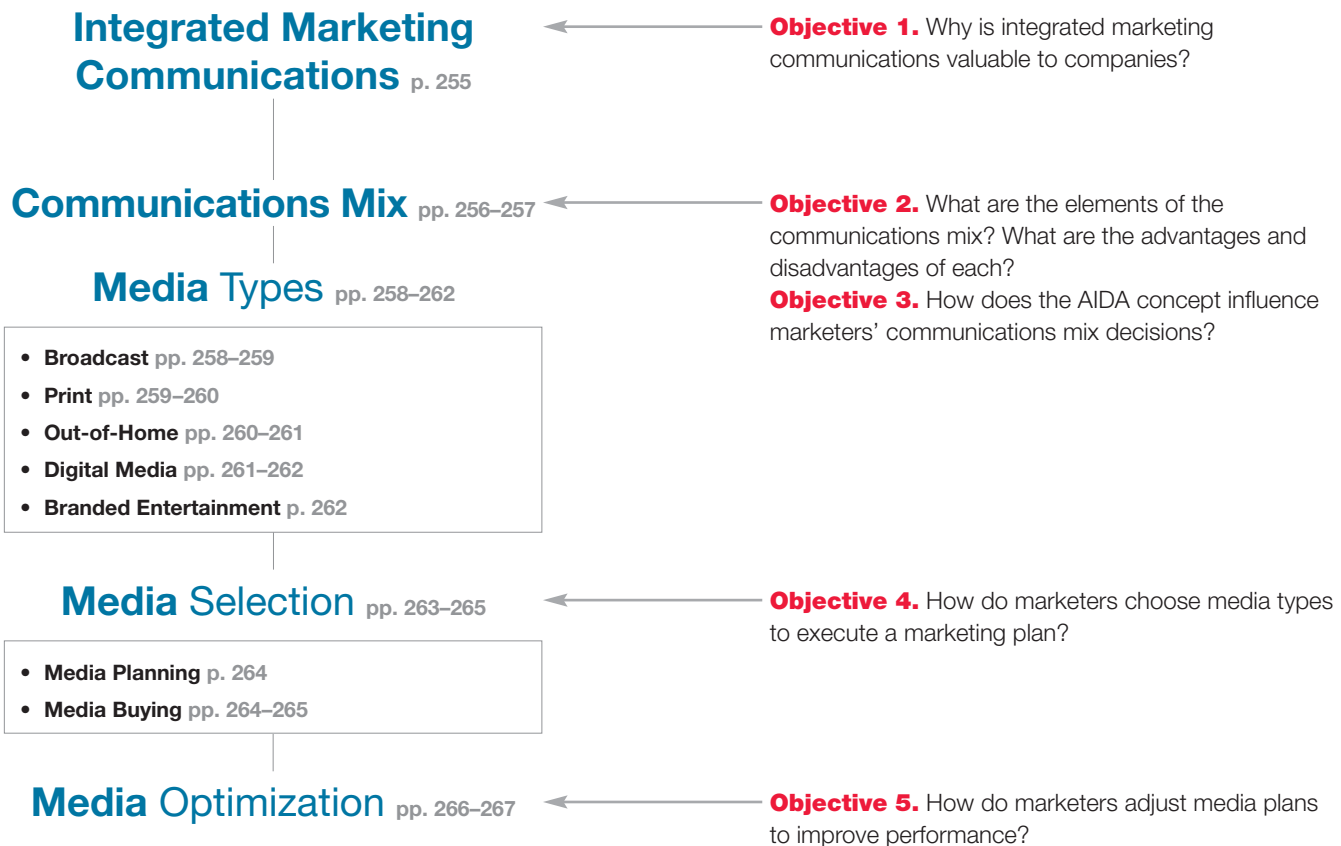 Integrated Marketing
Communications p. 255
Objective 1. Why is integrated marketing
communications valuable to companies?
Communications Mix pp. 256–257
Objective 2. What are the elements of the
communications mix? What are the advantages and
disadvantages of each?
Objective 3. How does the AIDA concept influence
marketers’ communications mix decisions?
Media Types pp. 258–262
• Broadcast pp. 258–259
• Print pp. 259–260
• Out-of-Home pp. 260–261
• Digital Media pp. 261–262
• Branded Entertainment p. 262
Media Selection pp. 263–265
Objective 4. How do marketers choose media types
to execute a marketing plan?
• Media Planning p. 264
• Media Buying pp. 264–265
Media Optimization pp. 266–267
Objective 5. How do marketers adjust media plans
to improve performance?